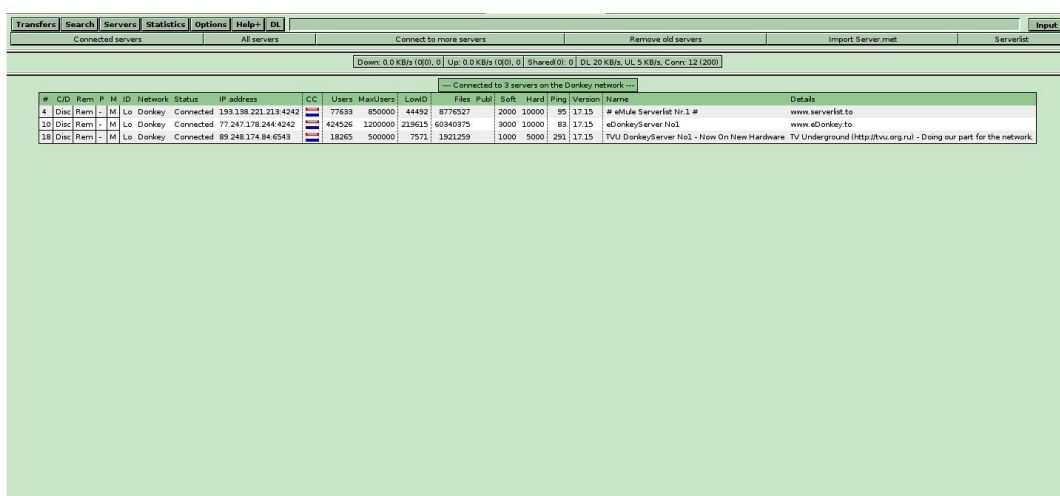 Transfers Search Servers Statistics Options Help+ DL Input
Connected servers All servers Connect to more servers Remove old servers Import Server.met Serverlist
Down: 0.0 KB/s (0|0), 0 Up: 0.0 KB/s (0|0), 0 Shared(0): 0 DL 20 KB/s, UL 5 KB/s, Conn: 12 (200)
--- Connected to 3 servers on the Donkey network ---
# C/D Rem P M ID Network Status IP address CC Users MaxUsers LowID Files Publ Soft Hard Ping Version Name Details
4 Disc Rem - M Lo Donkey Connected 193.138.221.213:4242 77633 850000 44492 8776527 2000 10000 95 17.15 # eMule Serverlist Nr.1 # www.serverlist.to
10 Disc Rem - M Lo Donkey Connected 77.247.178.244:4242 424526 1200000 219615 60340375 3000 10000 83 17.15 eDonkeyServer No1 www.eDonkey.to
18 Disc Rem - M Lo Donkey Connected 89.248.174.84:6543 18265 500000 7571 1921259 1000 5000 291 17.15 TVU DonkeyServer No1 - Now On New Hardware TV Underground (http://tvu.org.ru) - Doing our part for the network.